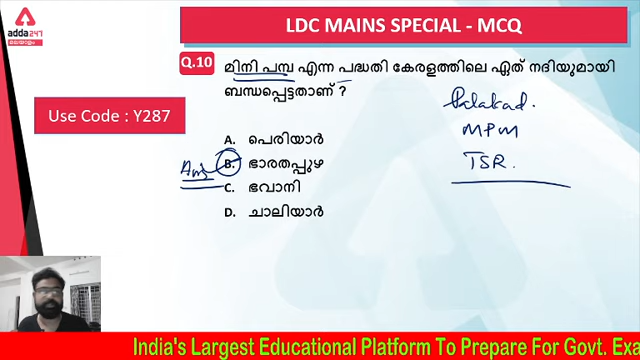 adda247
മലയാളം
LDC MAINS SPECIAL - MCQ
Q.10
മിനി പമ്പ എന്ന പദ്ധതി കേരളത്തിലെ ഏത് നദിയുമായി
ബന്ധപ്പെട്ടതാണ് ?
Use Code : Y287
Palakad.
MPM
TSR.
A. പെരിയാർ
Ans B. ഭാരതപ്പുഴ
C. ഭവാനി
D. ചാലിയാർ
India's Largest Educational Platform To Prepare For Govt. Exa